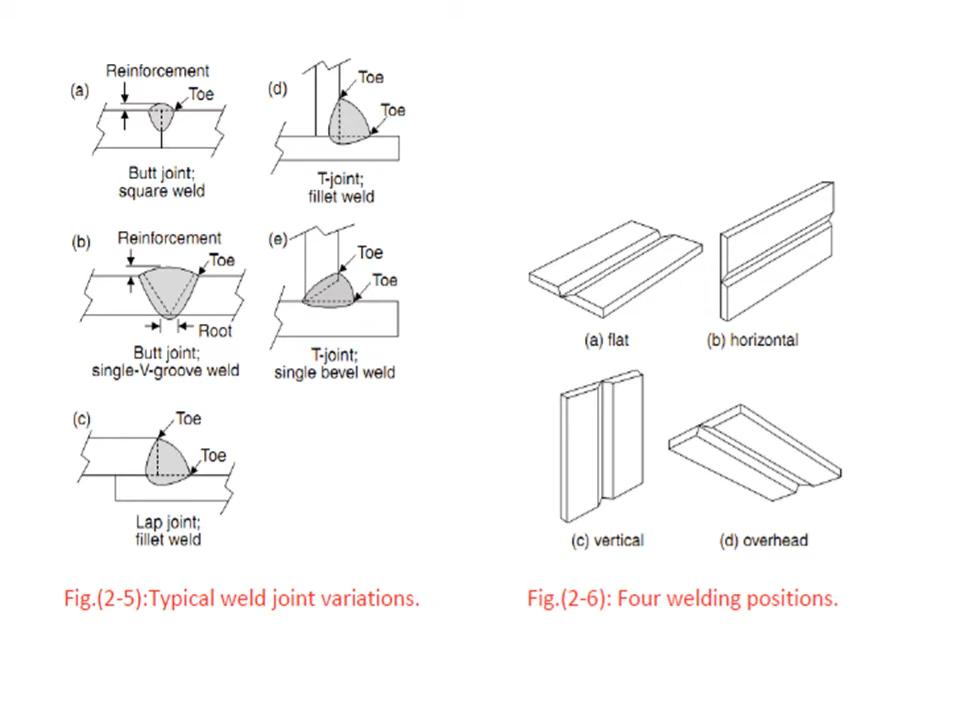 (a)
Reinforcement
Toe
Butt joint;
square weld
(d)
Toe
Toe
T-joint;
fillet weld
(b)
Reinforcement
Toe
Root
Butt joint;
single-V-groove weld
(e)
Toe
Toe
T-joint;
single bevel weld
(c)
Toe
Toe
Lap joint;
fillet weld
Fig.(2-5):Typical weld joint variations.
(a) flat
(b) horizontal
(c) vertical
(d) overhead
Fig.(2-6): Four welding positions.